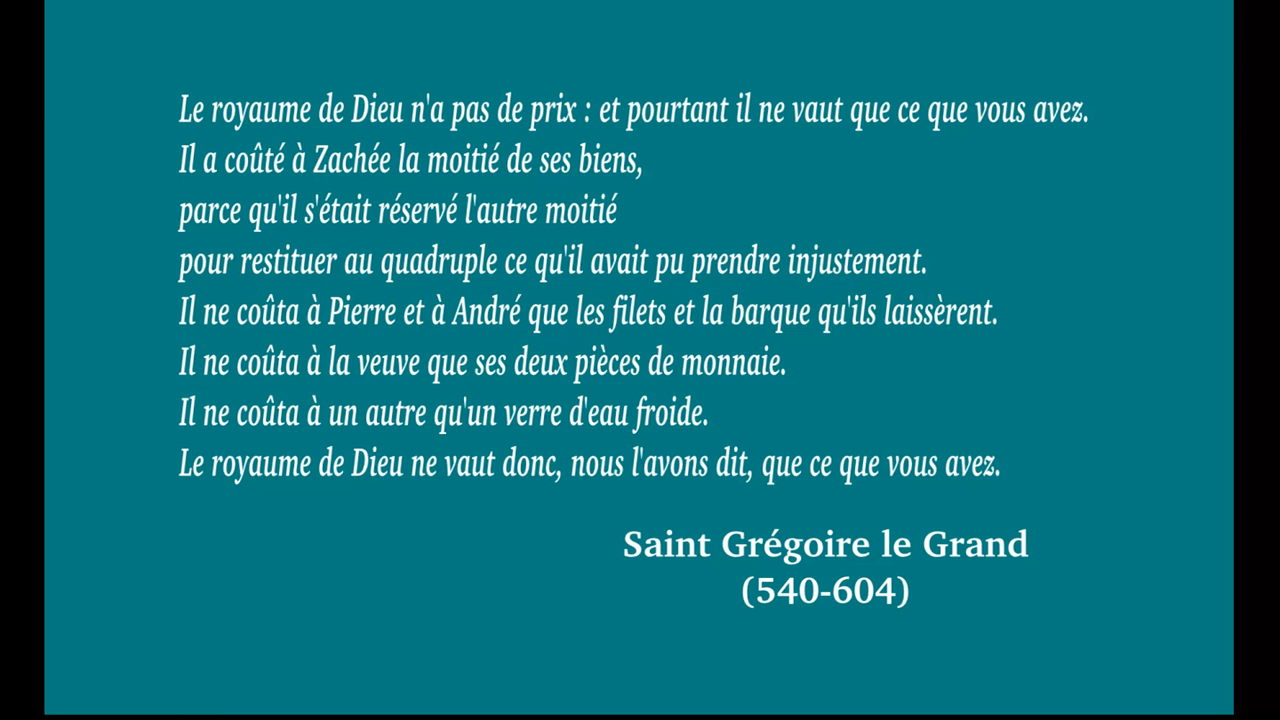 Le royaume de Dieu n'a pas de prix : et pourtant il ne vaut que ce que vous avez.
Il a coûté à Zachée la moitié de ses biens,
parce qu'il s'était réservé l'autre moitié
pour restituer au quadruple ce qu'il avait pu prendre injustement.
Il ne coûta à Pierre et à André que les filets et la barque qu'ils laissèrent.
Il ne coûta à la veuve que ses deux pièces de monnaie.
Il ne coûta à un autre qu'un verre d'eau froide.
Le royaume de Dieu ne vaut donc, nous l'avons dit, que ce que vous avez.
Saint Grégoire le Grand
(540-604)